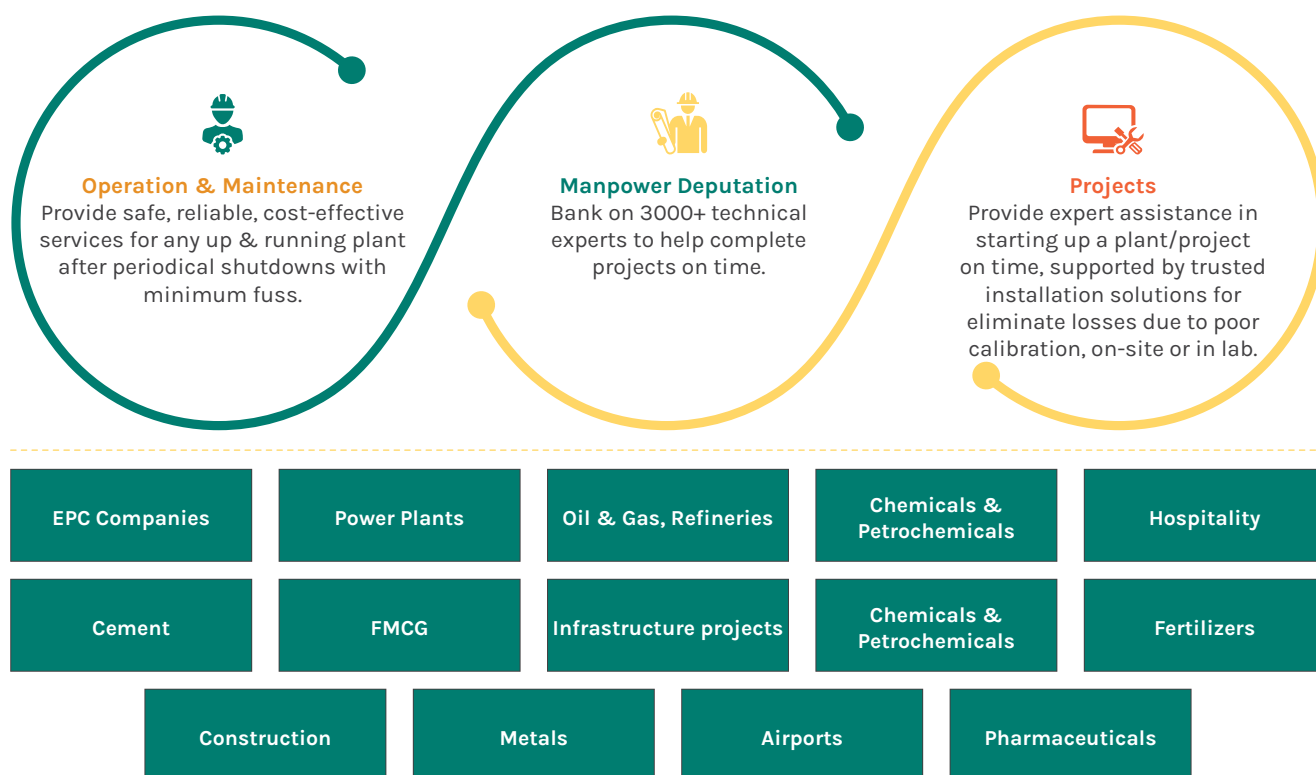 Operation & Maintenance
Provide safe, reliable, cost-effective
services for any up & running plant
after periodical shutdowns with
minimum fuss.
Manpower Deputation
Bank on 3000+ technical
experts to help complete
projects on time.
Projects
Provide expert assistance in
starting up a plant/project
on time, supported by trusted
installation solutions for
eliminate losses due to poor
calibration, on-site or in lab.
EPC Companies
Power Plants
Oil & Gas, Refineries
Chemicals &
Petrochemicals
Hospitality
Cement
FMCG
Infrastructure projects
Chemicals &
Petrochemicals
Fertilizers
Construction
Metals
Airports
Pharmaceuticals